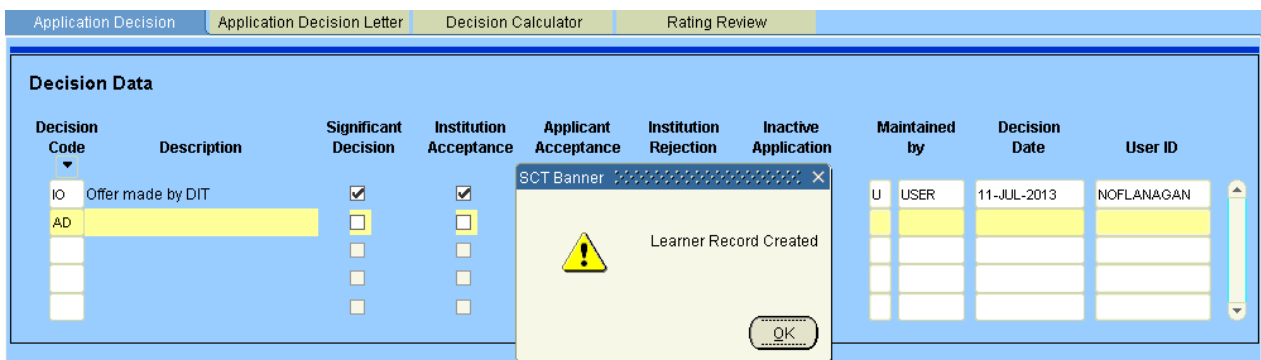 Application Decision Application Decision Letter Decision Calculator Rating Review
Decision Data
Decision Code Description Significant Decision Institution Acceptance Applicant Acceptance Institution Rejection Inactive Application Maintained by Decision Date User ID
SCT Banner
IO Offer made by DIT U USER 11-JUL-2013 NOFLANAGAN
AD
Learner Record Created
OK